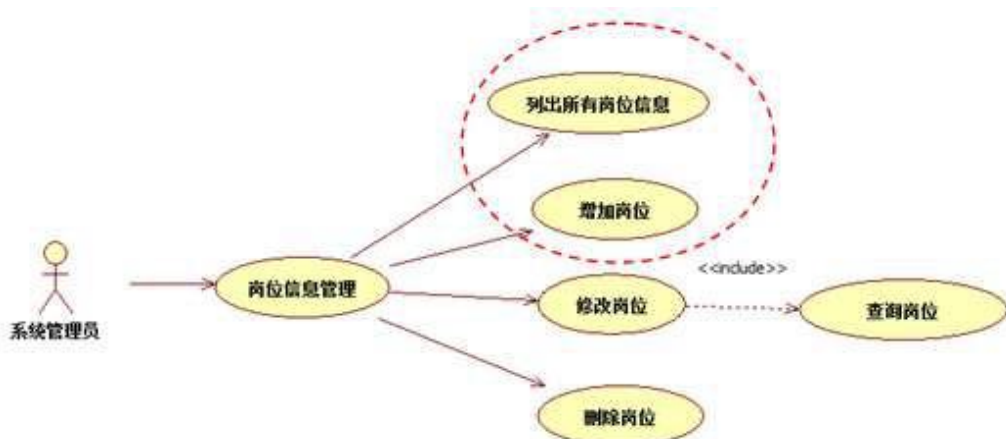 列出所有岗位信息
增加岗位
<<include>>
岗位信息管理
修改岗位
查询岗位
系统管理员
删除岗位